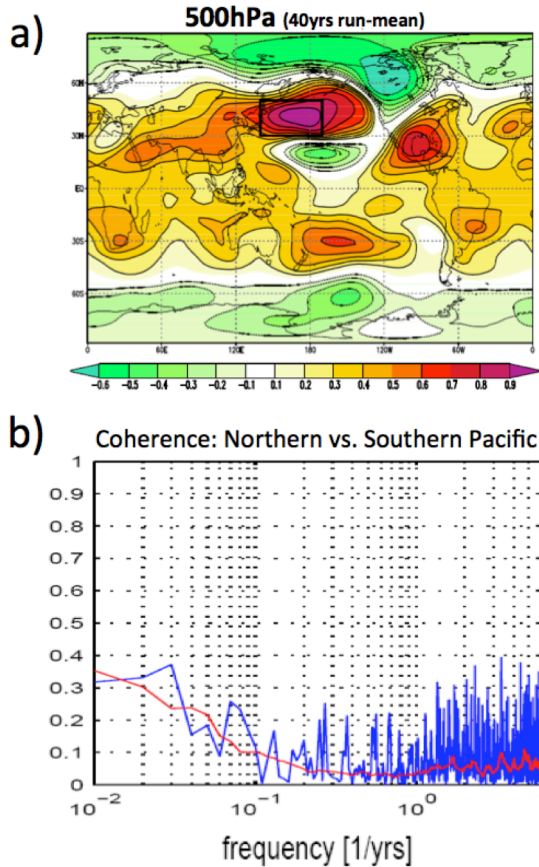 a)
500hPa (40yrs run-mean)
60N
30N
EQ
30S
60S
0 60E 120E 180 120W 60W 0
-0.6 -0.5 -0.4 -0.3 -0.2 -0.1 0.1 0.2 0.3 0.4 0.5 0.6 0.7 0.8 0.9
b)
Coherence: Northern vs. Southern Pacific
1
0.9
0.8
0.7
0.6
0.5
0.4
0.3
0.2
0.1
0
10^-2 10^-1 10^0
frequency [1/yrs]